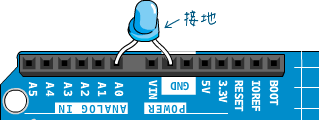 接地
A5
A4
A3
A2
A1
A0
VIN
GND
5V
3.3V
RESET
IOREF
BOOT
ANALOG IN
POWER